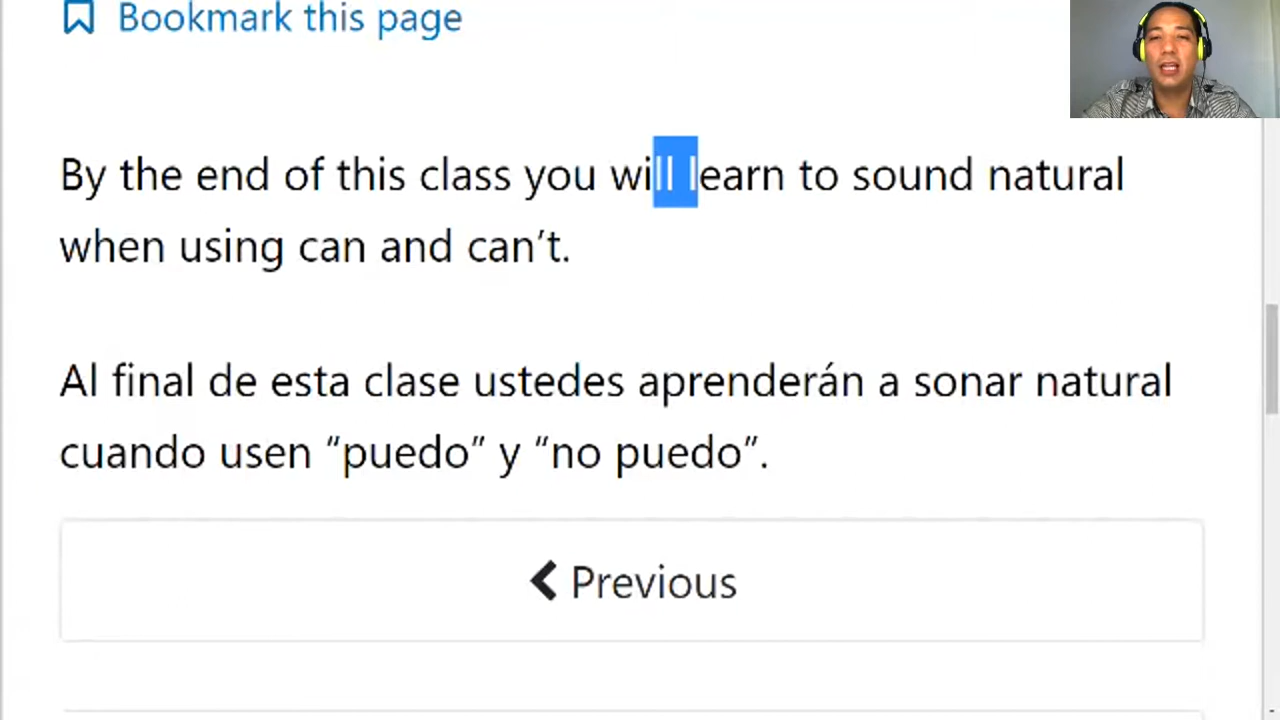 Bookmark this page
By the end of this class you will learn to sound natural
when using can and can’t.
Al final de esta clase ustedes aprenderán a sonar natural
cuando usen “puedo” y “no puedo”.
Previous